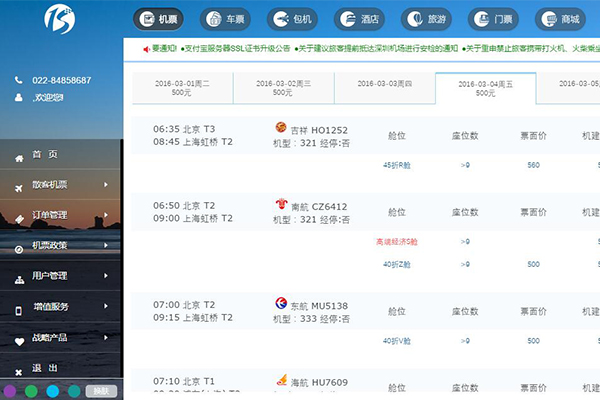 机票 车票 包机 酒店 旅游 门票 商城
要通知! ●支付宝服务器SSL证书升级公告 ●关于建议旅客提前抵达深圳机场进行安检的通知 ●关于重申禁止旅客携带打火机、火柴乘坐
022-84858687
,欢迎您!
首 页
散客机票
订单管理
机票政策
用户管理
增值服务
战略产品
退 出
换肤
2016-03-01周二 2016-03-02周三 2016-03-03周四 2016-03-04周五 2016-03-05
500元 500元 500元
06:35 北京 T3 吉祥 HO1252 舱位 座位数 票面价 机建
08:45 上海虹桥 T2 机型：321 经停:否
45折R舱 >9 560
06:50 北京 T2 南航 CZ6412 舱位 座位数 票面价 机建
09:00 上海虹桥 T2 机型：321 经停:否
高端经济S舱 >9
40折Z舱 >9 500
07:00 北京 T2 东航 MU5138 舱位 座位数 票面价 机建
09:15 上海虹桥 T2 机型：333 经停:否
40折V舱 >9 500
07:10 北京 T1 海航 HU7609 舱位 座位数 票面价 机建